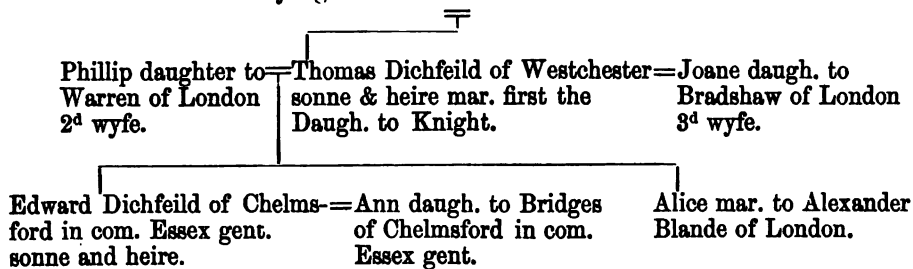 Phillip daughter to
Warren of London
2d wyfe.
Thomas Dichfeild of Westchester
sonne & heire mar. first the
Daugh. to Knight.
Joane daugh. to
Bradshaw of London
3d wyfe.
Edward Dichfeild of Chelms-
ford in com. Essex gent.
sonne and heire.
Ann daugh. to Bridges
of Chelmsford in com.
Essex gent.
Alice mar. to Alexander
Blande of London.